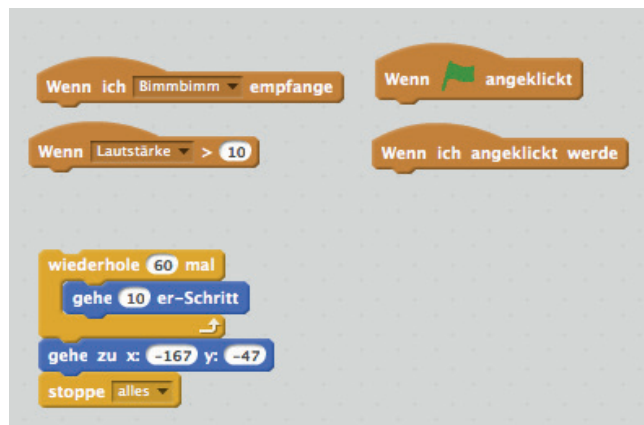 Wenn ich Bimmbimm empfange
Wenn angeklickt
Wenn Lautstärke > 10
Wenn ich angeklickt werde
wiederhole 60 mal
gehe 10 er-Schritt
gehe zu x: -167 y: -47
stoppe alles